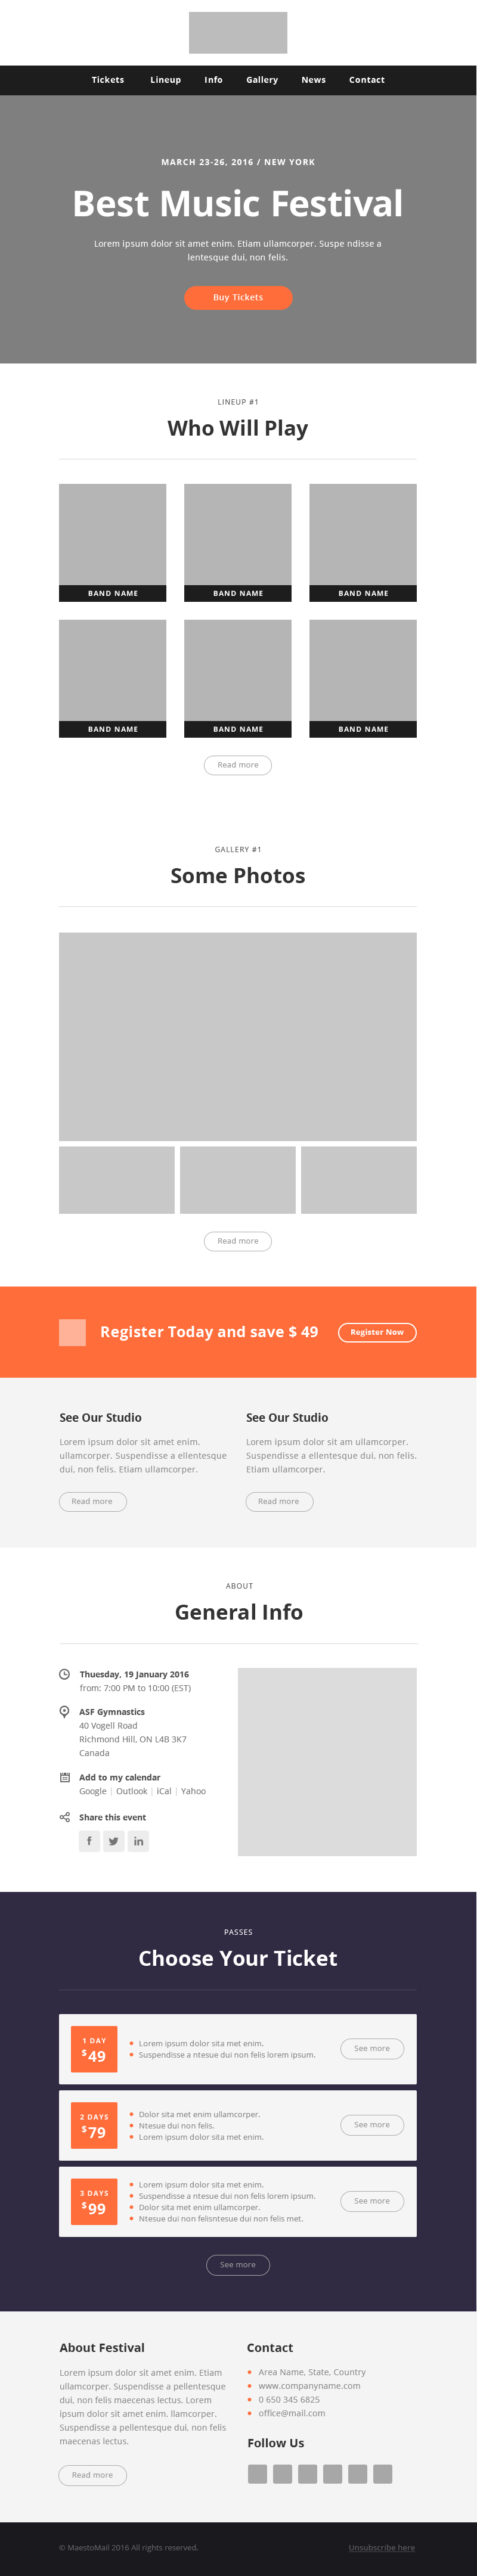 Tickets Lineup Info Gallery News Contact
MARCH 23-26, 2016 / NEW YORK
Best Music Festival
Lorem ipsum dolor sit amet enim. Etiam ullamcorper. Suspe ndisse a
lentesque dui, non felis.
Buy Tickets
LINEUP #1
Who Will Play
BAND NAME BAND NAME BAND NAME
BAND NAME BAND NAME BAND NAME
Read more
GALLERY #1
Some Photos
Read more
Register Today and save $ 49
Register Now
See Our Studio
Lorem ipsum dolor sit amet enim.
ullamcorper. Suspendisse a ellentesque
dui, non felis. Etiam ullamcorper.
Read more
See Our Studio
Lorem ipsum dolor sit am ullamcorper.
Suspendisse a ellentesque dui, non felis.
Etiam ullamcorper.
Read more
ABOUT
General Info
Thuesday, 19 January 2016
from: 7:00 PM to 10:00 (EST)
ASF Gymnastics
40 Vogell Road
Richmond Hill, ON L4B 3K7
Canada
Add to my calendar
Google | Outlook | iCal | Yahoo
Share this event
f in
PASSES
Choose Your Ticket
1 DAY
$49
Lorem ipsum dolor sita met enim.
Suspendisse a ntesue dui non felis lorem ipsum.
See more
2 DAYS
$79
Dolor sita met enim ullamcorper.
Ntesue dui non felis.
Lorem ipsum dolor sita met enim.
See more
3 DAYS
$99
Lorem ipsum dolor sita met enim.
Suspendisse a ntesue dui non felis lorem ipsum.
Dolor sita met enim ullamcorper.
Ntesue dui non felisntesue dui non felis met.
See more
See more
About Festival
Lorem ipsum dolor sit amet enim. Etiam
ullamcorper. Suspendisse a pellentesque
dui, non felis maecenas lectus. Lorem
ipsum dolor sit amet enim. llamcorper.
Suspendisse a pellentesque dui, non felis
maecenas lectus.
Read more
Contact
Area Name, State, Country
www.companyname.com
0 650 345 6825
office@mail.com
Follow Us
© MaestoMail 2016 All rights reserved.
Unsubscribe here